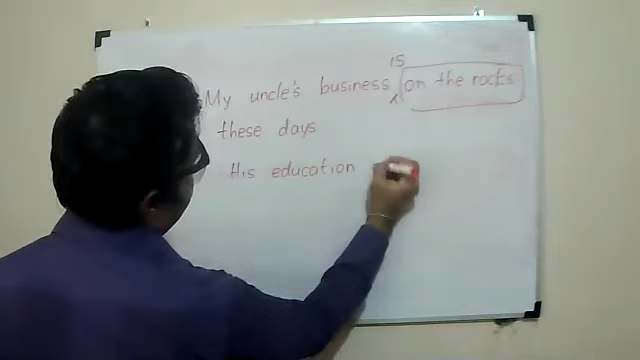 is
My uncle's business ^ on the rocks
these days
His education